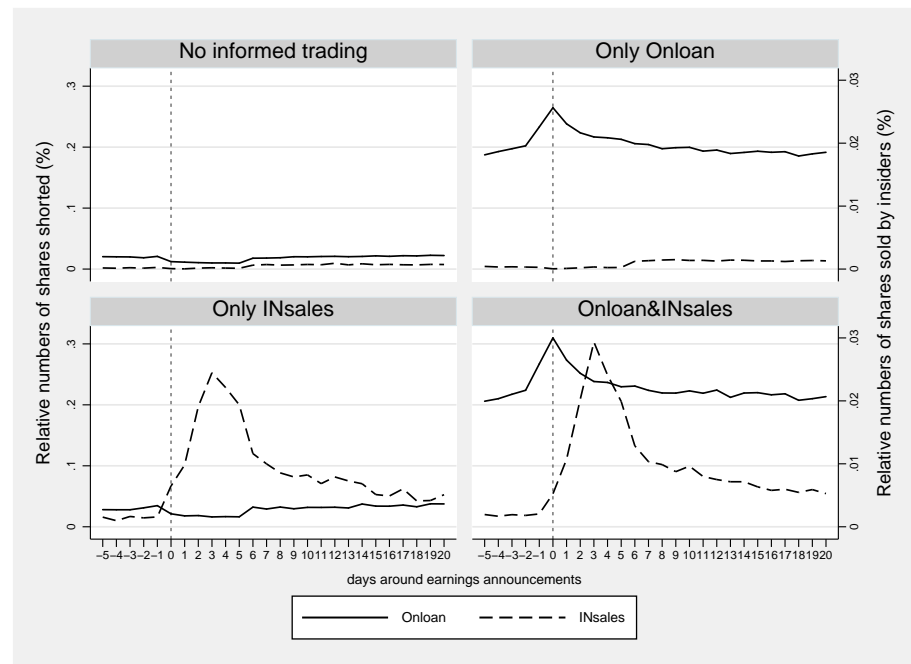 No informed trading
Only Onloan
.3
.2
.1
0
.03
.02
.01
0
Only INsales
Onloan&INsales
.3
.2
.1
0
.03
.02
.01
0
Relative numbers of shares shorted (%)
Relative numbers of shares sold by insiders (%)
−5−4−3−2−1 0 1 2 3 4 5 6 7 8 9 1011121314151617181920
−5−4−3−2−1 0 1 2 3 4 5 6 7 8 9 1011121314151617181920
days around earnings announcements
Onloan INsales